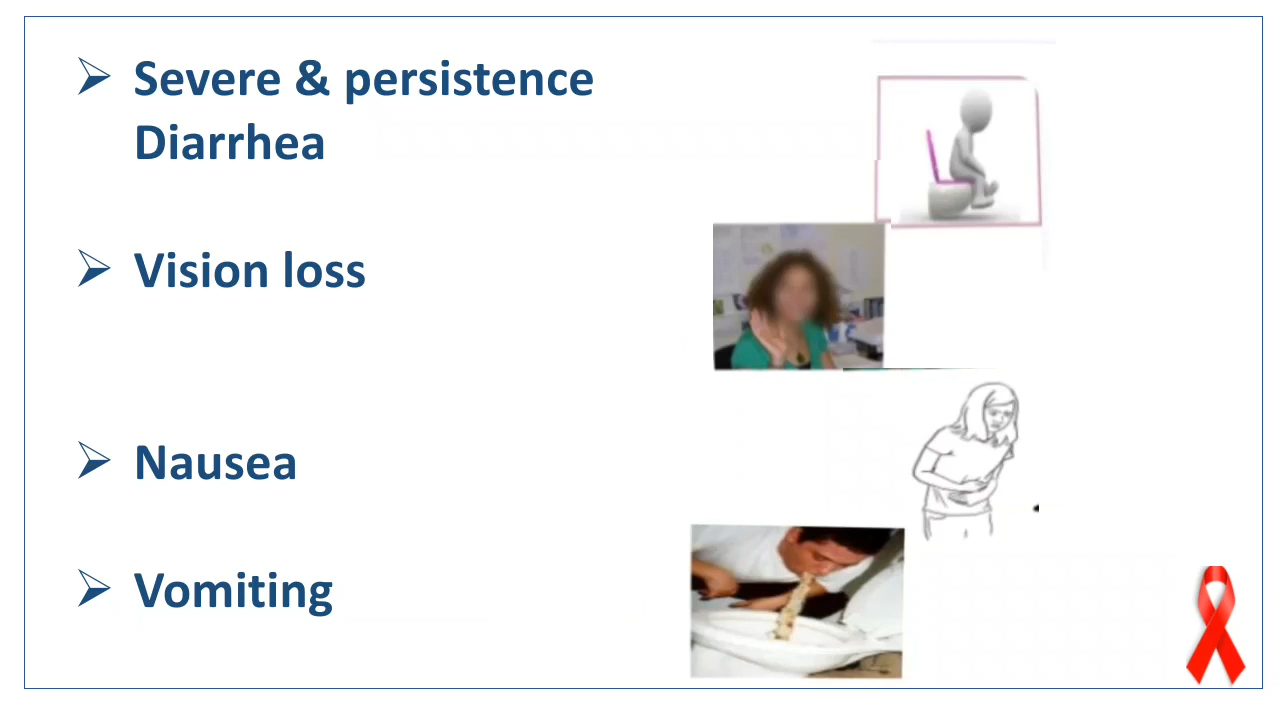 Severe & persistence
Diarrhea
Vision loss
Nausea
Vomiting